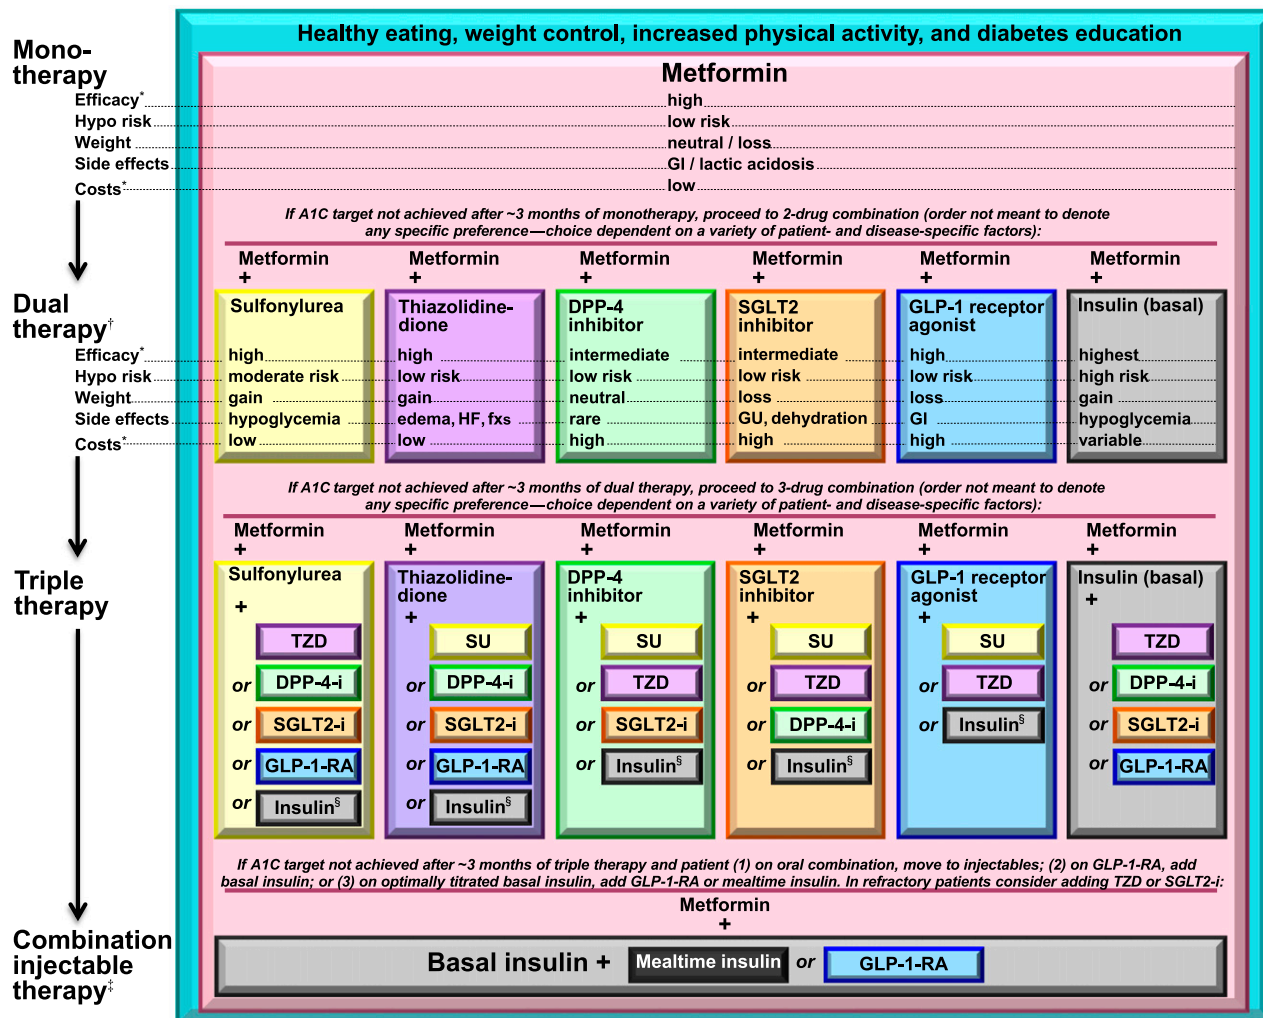 Healthy eating, weight control, increased physical activity, and diabetes education
Mono-
therapy
Metformin
Efficacy* high
Hypo risk low risk
Weight neutral / loss
Side effects GI / lactic acidosis
Costs* low
If A1C target not achieved after ~3 months of monotherapy, proceed to 2-drug combination (order not meant to denote
any specific preference—choice dependent on a variety of patient- and disease-specific factors):
Metformin Metformin Metformin Metformin Metformin Metformin
+ + + + + +
Dual
therapy†
Sulfonylurea
Thiazolidine-
dione
DPP-4
inhibitor
SGLT2
inhibitor
GLP-1 receptor
agonist
Insulin (basal)
Efficacy* high high intermediate intermediate high highest
Hypo risk moderate risk low risk low risk low risk low risk high risk
Weight gain gain neutral loss loss gain
Side effects hypoglycemia edema, HF, fxs rare GU, dehydration GI hypoglycemia
Costs* low low high high high variable
If A1C target not achieved after ~3 months of dual therapy, proceed to 3-drug combination (order not meant to denote
any specific preference—choice dependent on a variety of patient- and disease-specific factors):
Metformin Metformin Metformin Metformin Metformin Metformin
+ + + + + +
Triple
therapy
Sulfonylurea
+
TZD
or DPP-4-i
or SGLT2-i
or GLP-1-RA
or Insulin§
Thiazolidine-
dione
+
SU
or DPP-4-i
or SGLT2-i
or GLP-1-RA
or Insulin§
DPP-4
inhibitor
+
SU
or TZD
or SGLT2-i
or Insulin§
SGLT2
inhibitor
+
SU
or TZD
or DPP-4-i
or Insulin§
GLP-1 receptor
agonist
+
SU
or TZD
or Insulin§
Insulin (basal)
+
TZD
or DPP-4-i
or SGLT2-i
or GLP-1-RA
If A1C target not achieved after ~3 months of triple therapy and patient (1) on oral combination, move to injectables; (2) on GLP-1-RA, add
basal insulin; or (3) on optimally titrated basal insulin, add GLP-1-RA or mealtime insulin. In refractory patients consider adding TZD or SGLT2-i:
Metformin
+
Combination
injectable
therapy‡
Basal insulin + Mealtime insulin or GLP-1-RA